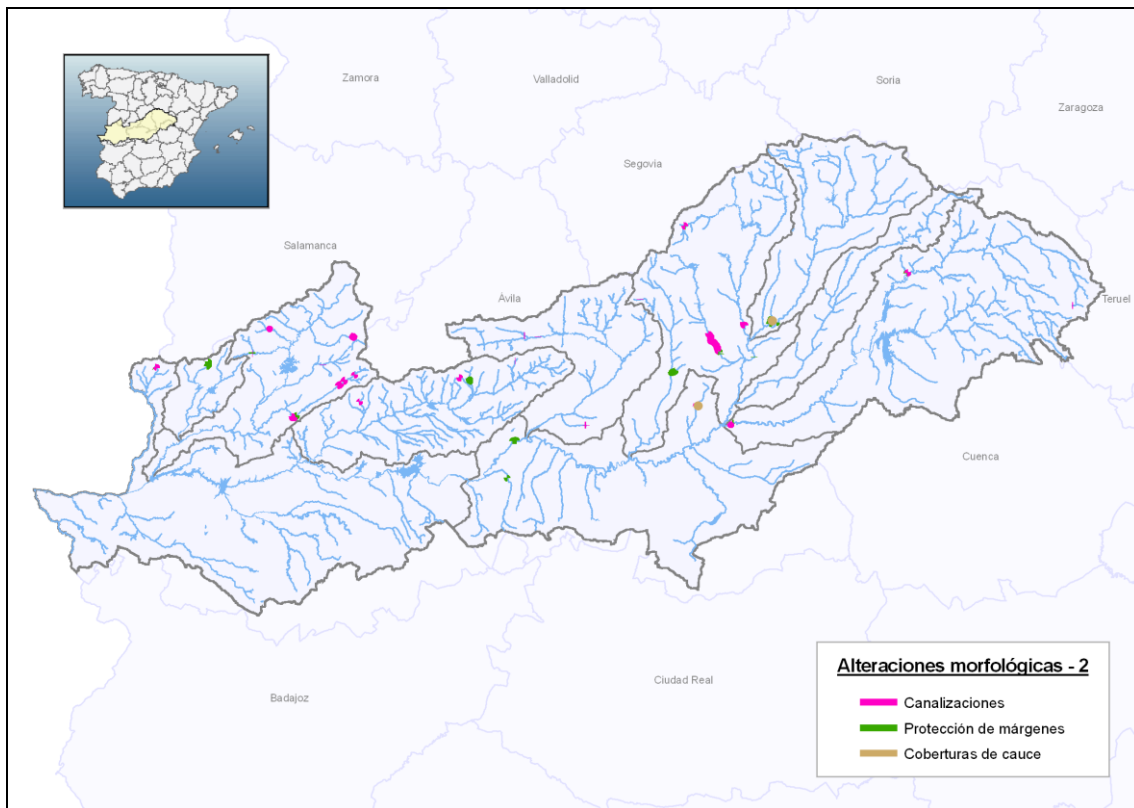 Zamora
Valladolid
Soria
Zaragoza
Segovia
Salamanca
Ávila
Teruel
Cuenca
Ciudad Real
Badajoz
Alteraciones morfológicas - 2
Canalizaciones
Protección de márgenes
Coberturas de cauce